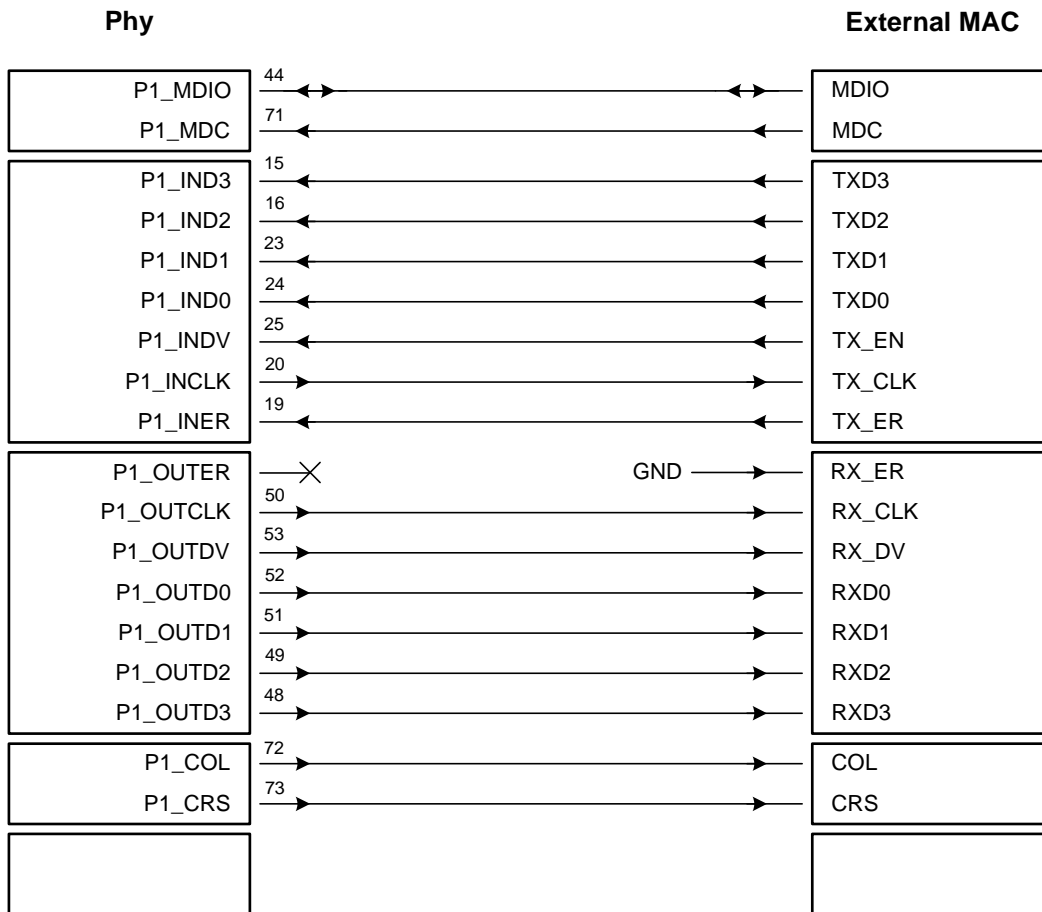 Phy External MAC
P1_MDIO 44 MDIO
P1_MDC 71 MDC
P1_IND3 15 TXD3
P1_IND2 16 TXD2
P1_IND1 23 TXD1
P1_IND0 24 TXD0
P1_INDV 25 TX_EN
P1_INCLK 20 TX_CLK
P1_INER 19 TX_ER
P1_OUTER GND RX_ER
P1_OUTCLK 50 RX_CLK
P1_OUTDV 53 RX_DV
P1_OUTD0 52 RXD0
P1_OUTD1 51 RXD1
P1_OUTD2 49 RXD2
P1_OUTD3 48 RXD3
P1_COL 72 COL
P1_CRS 73 CRS